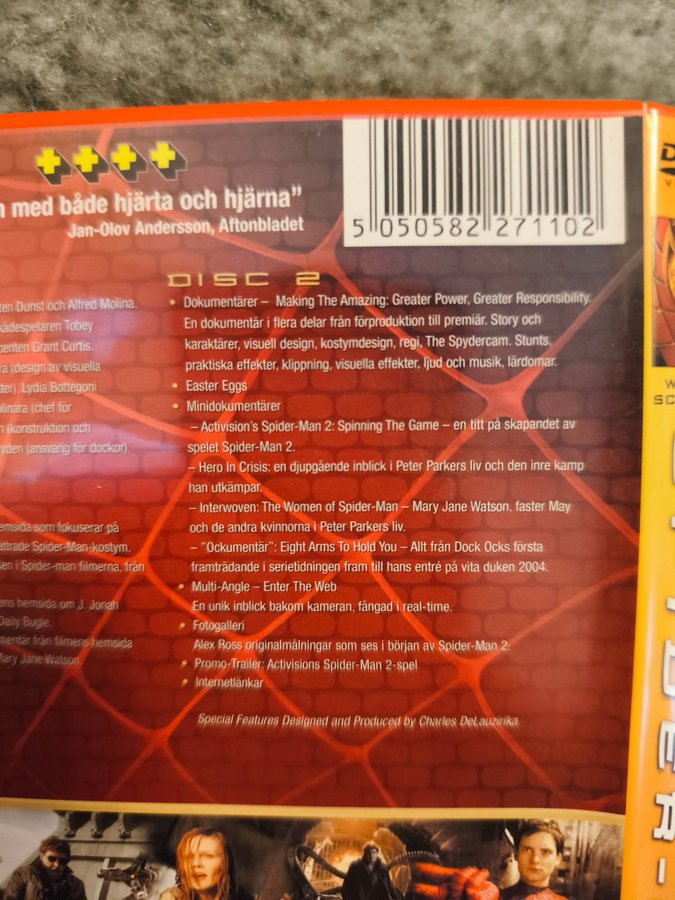 n med både hjärta och hjärna”
Jan-Olov Andersson, Aftonbladet
5 050582 271102
ten Dunst och Alfred Molina.
kådespelaren Tobey
centen Grant Curtis.
ra (design av visuella
tter), Lydia Bottegoni
olinara (chef för
n (konstruktion och
yden (ansvarig för dockor).
emsida som fokuserar på
ättrade Spider-Man-kostym.
sen i Spider-man filmerna, från
ens hemsida om J. Jonah
Daily Bugle.
mentär från filmens hemsida
Mary Jane Watson.
DISC 2
• Dokumentärer – Making The Amazing: Greater Power, Greater Responsibility.
En dokumentär i flera delar från förproduktion till premiär. Story och
karaktärer, visuell design, kostymdesign, regi, The Spydercam. Stunts,
praktiska effekter, klippning, visuella effekter, ljud och musik, lärdomar.
• Easter Eggs
• Minidokumentärer
– Activision's Spider-Man 2: Spinning The Game – en titt på skapandet av
spelet Spider-Man 2.
– Hero In Crisis: en djupgående inblick i Peter Parkers liv och den inre kamp
han utkämpar.
– Interwoven: The Women of Spider-Man – Mary Jane Watson, faster May
och de andra kvinnorna i Peter Parkers liv.
– ”Ockumentär”: Eight Arms To Hold You – Allt från Dock Ocks första
framträdande i serietidningen fram till hans entré på vita duken 2004.
• Multi-Angle – Enter The Web
En unik inblick bakom kameran, fångad i real-time.
• Fotogalleri
Alex Ross originalmålningar som ses i början av Spider-Man 2.
• Promo-Trailer: Activisions Spider-Man 2-spel
• Internetlänkar
Special Features Designed and Produced by Charles DeLauzirika